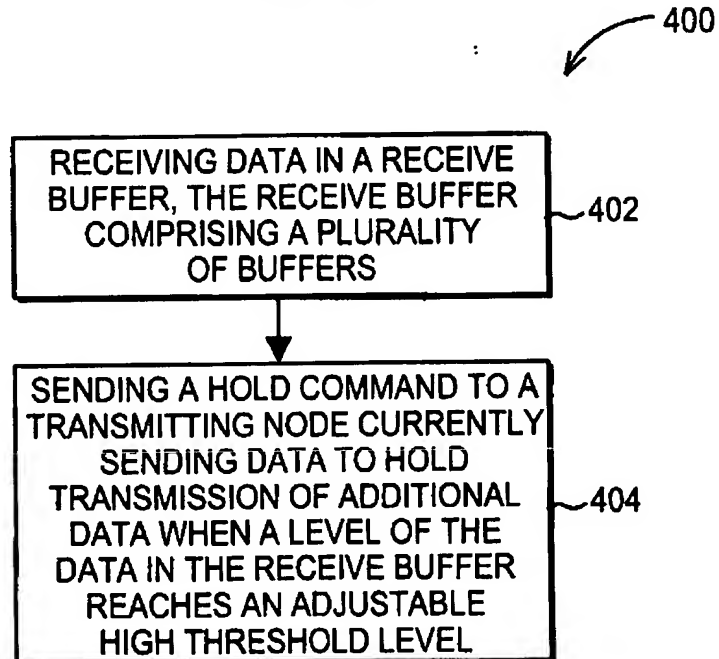 400
RECEIVING DATA IN A RECEIVE
BUFFER, THE RECEIVE BUFFER
COMPRISING A PLURALITY
OF BUFFERS
402
SENDING A HOLD COMMAND TO A
TRANSMITTING NODE CURRENTLY
SENDING DATA TO HOLD
TRANSMISSION OF ADDITIONAL
DATA WHEN A LEVEL OF THE
DATA IN THE RECEIVE BUFFER
REACHES AN ADJUSTABLE
HIGH THRESHOLD LEVEL
404